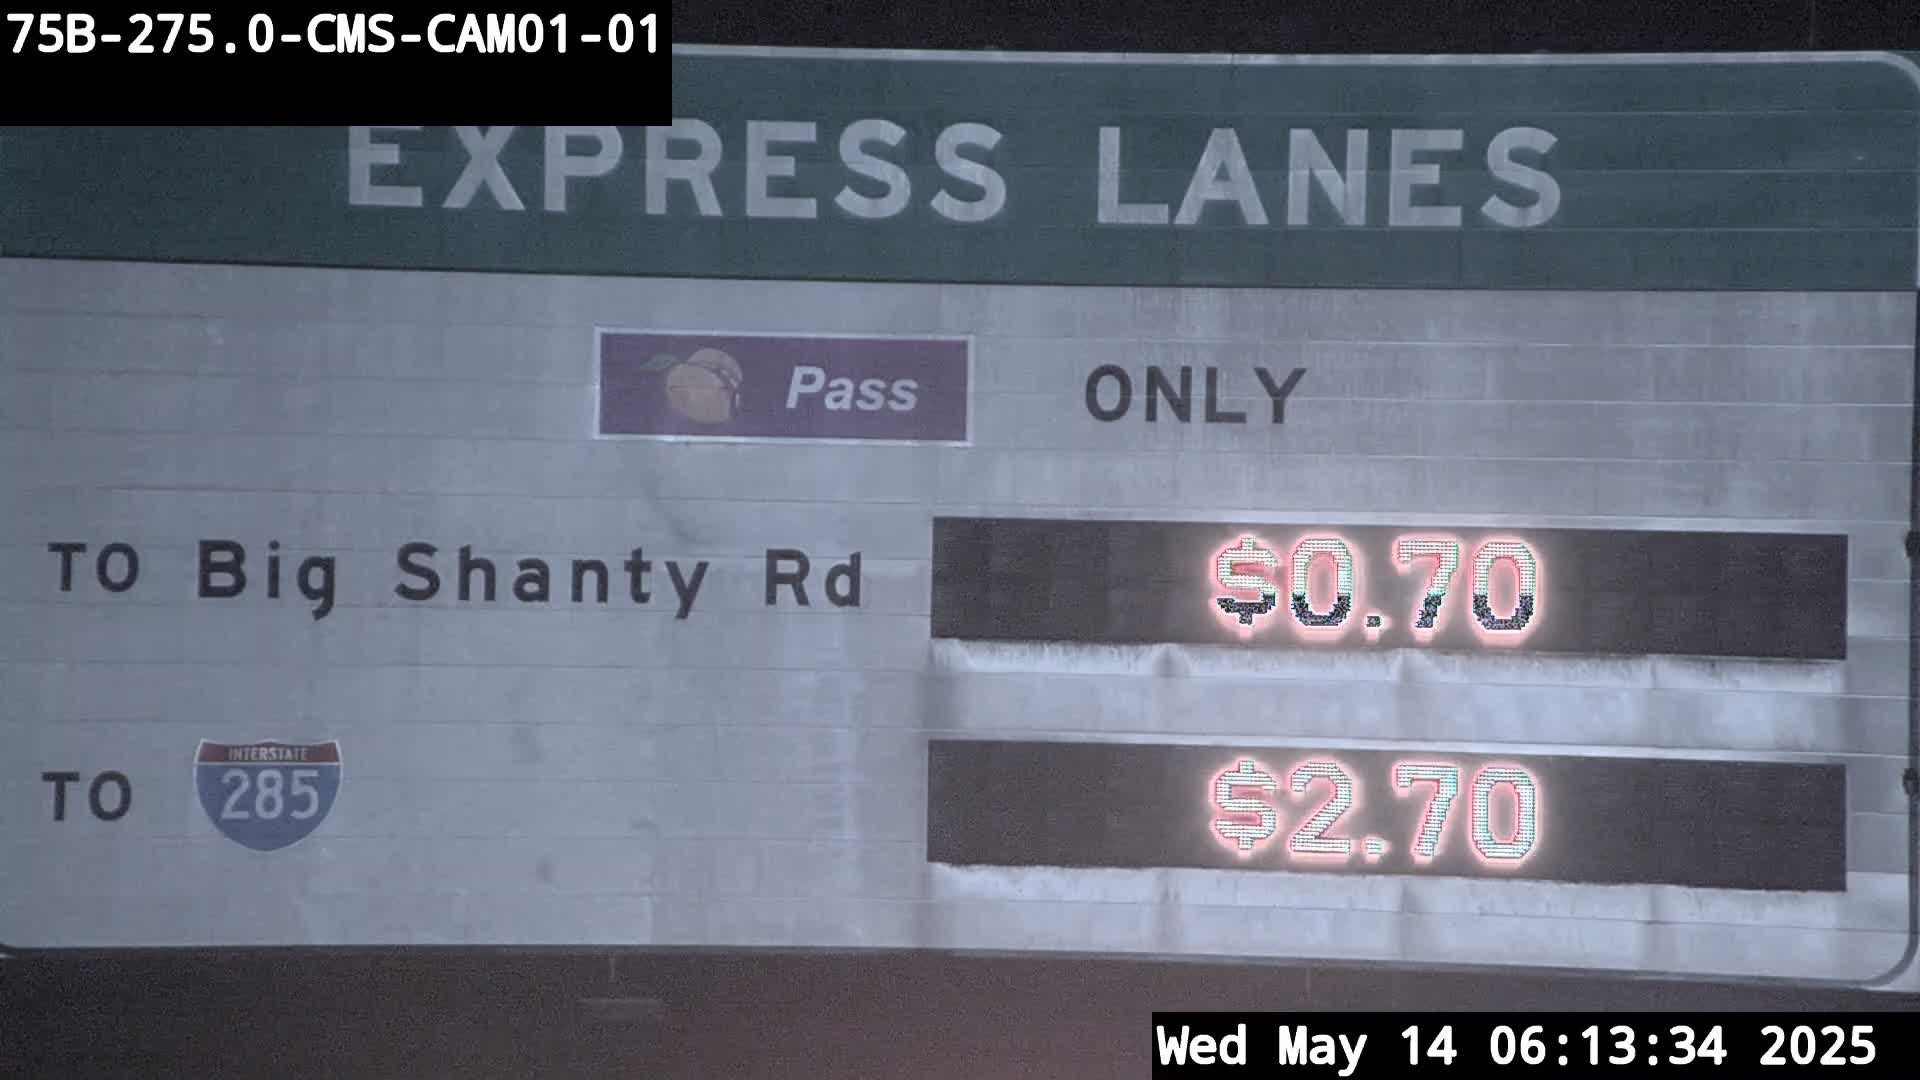 75B-275.0-CMS-CAM01-01
EXPRESS LANES
Pass ONLY
TO Big Shanty Rd $0.70
TO INTERSTATE 285 $2.70
Wed May 14 06:13:34 2025